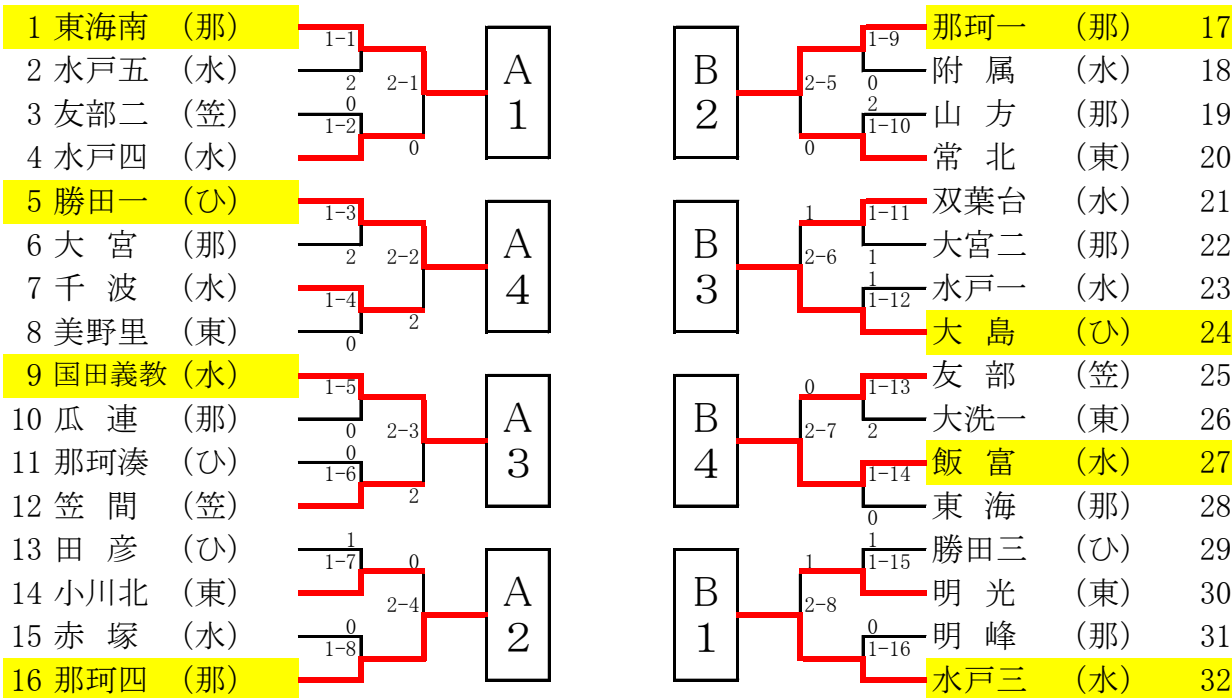 1 東海南 （那）
2 水戸五 （水）
3 友部二 （笠）
4 水戸四 （水）
5 勝田一 （ひ）
6 大 宮 （那）
7 千 波 （水）
8 美野里 （東）
9 国田義教 （水）
10 瓜 連 （那）
11 那珂湊 （ひ）
12 笠 間 （笠）
13 田 彦 （ひ）
14 小川北 （東）
15 赤 塚 （水）
16 那珂四 （那）
1-1
2
0
1-2
2-1
0
1-3
2
1-4
0
2-2
2
1-5
0
0
1-6
2-3
2
1
1-7
0
1-8
0
2-4
A1
A4
A3
A2
B2
B3
B4
B1
2-5
0
1-9
0
2
1-10
1
2-6
1-11
1
1
1-12
0
2-7
1-13
2
1-14
0
1
2-8
1
1-15
0
1-16
那珂一 （那） 17
附 属 （水） 18
山 方 （那） 19
常 北 （東） 20
双葉台 （水） 21
大宮二 （那） 22
水戸一 （水） 23
大 島 （ひ） 24
友 部 （笠） 25
大洗一 （東） 26
飯 富 （水） 27
東 海 （那） 28
勝田三 （ひ） 29
明 光 （東） 30
明 峰 （那） 31
水戸三 （水） 32